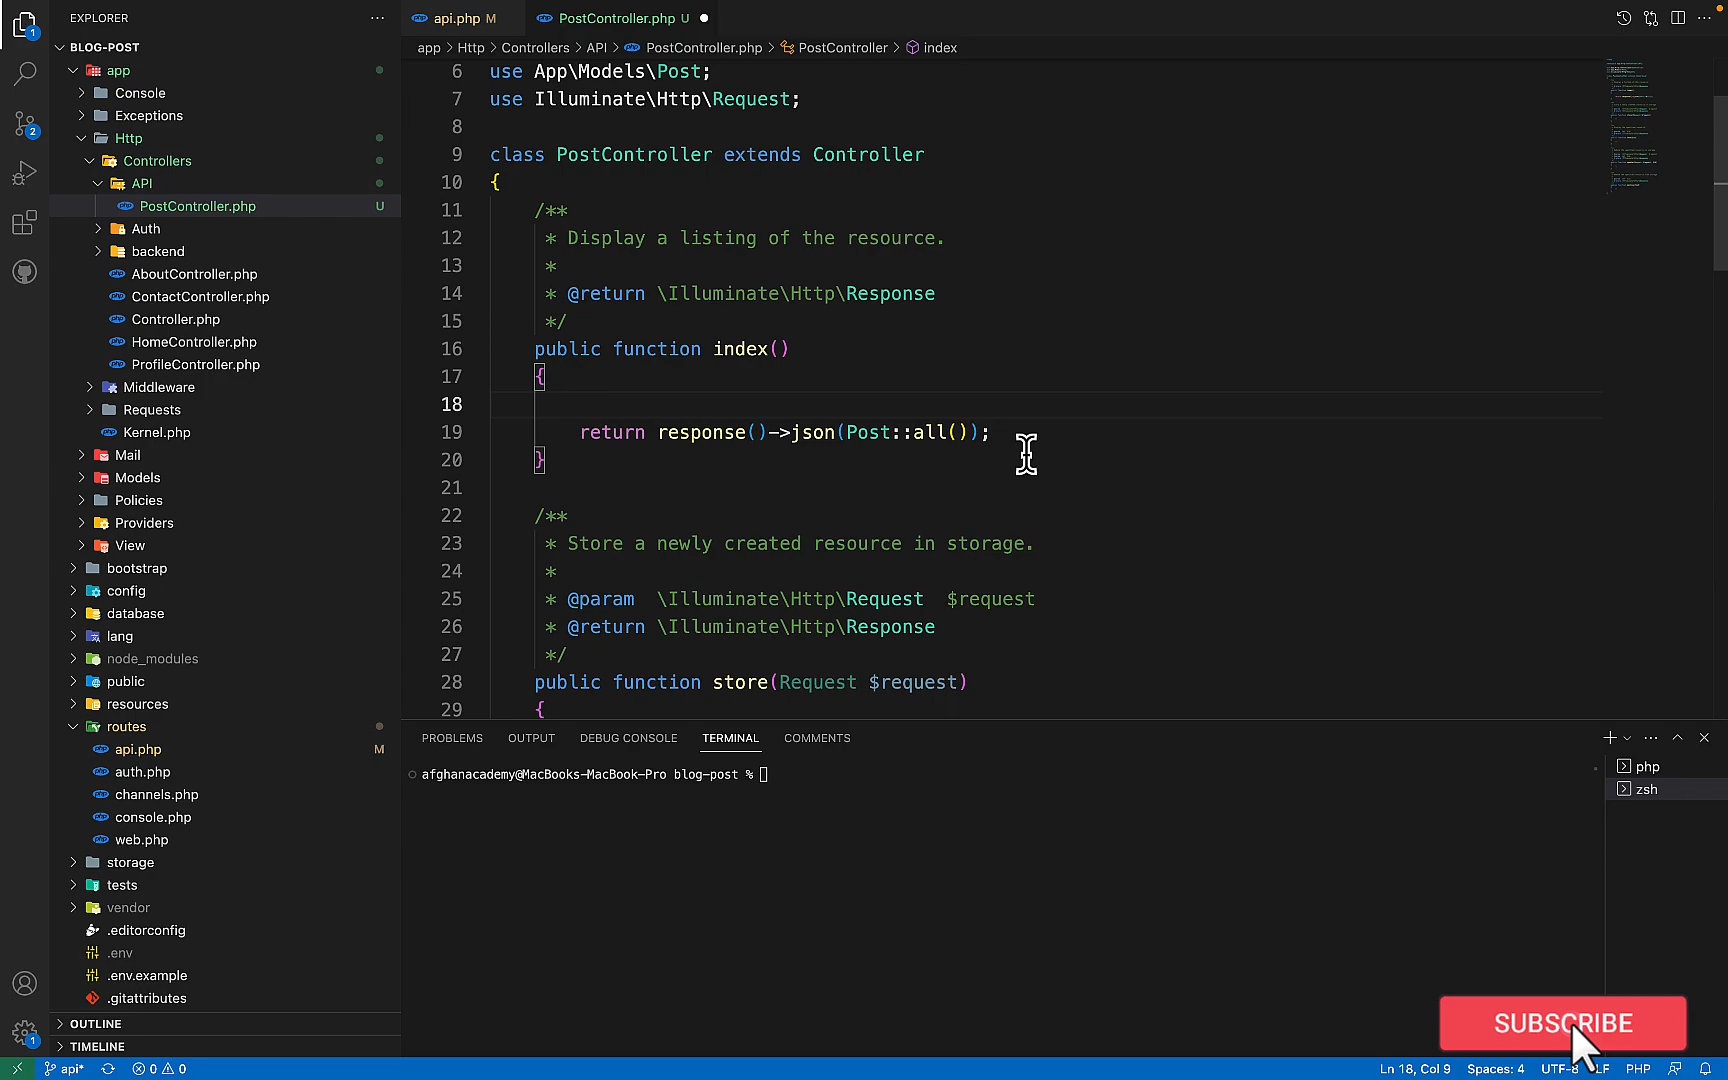 EXPLORER
BLOG-POST
app
Console
Exceptions
Http
Controllers
API
PostController.php U
Auth
backend
AboutController.php
ContactController.php
Controller.php
HomeController.php
ProfileController.php
Middleware
Requests
Kernel.php
Mail
Models
Policies
Providers
View
bootstrap
config
database
lang
node_modules
public
resources
routes
api.php M
auth.php
channels.php
console.php
web.php
storage
tests
vendor
.editorconfig
.env
.env.example
.gitattributes
OUTLINE
TIMELINE
1
2
1
api.php M
PostController.php U
app > Http > Controllers > API > PostController.php > PostController > index
6 use App\Models\Post;
7 use Illuminate\Http\Request;
8
9 class PostController extends Controller
10 {
11 /**
12 * Display a listing of the resource.
13 *
14 * @return \Illuminate\Http\Response
15 */
16 public function index()
17 {
18
19 return response()->json(Post::all());
20 }
21
22 /**
23 * Store a newly created resource in storage.
24 *
25 * @param \Illuminate\Http\Request $request
26 * @return \Illuminate\Http\Response
27 */
28 public function store(Request $request)
29 {
PROBLEMS OUTPUT DEBUG CONSOLE TERMINAL COMMENTS
afghanacademy@MacBooks-MacBook-Pro blog-post %
php
zsh
SUBSCRIBE
api* 0 0
Ln 18, Col 9 Spaces: 4 UTF-8 LF PHP